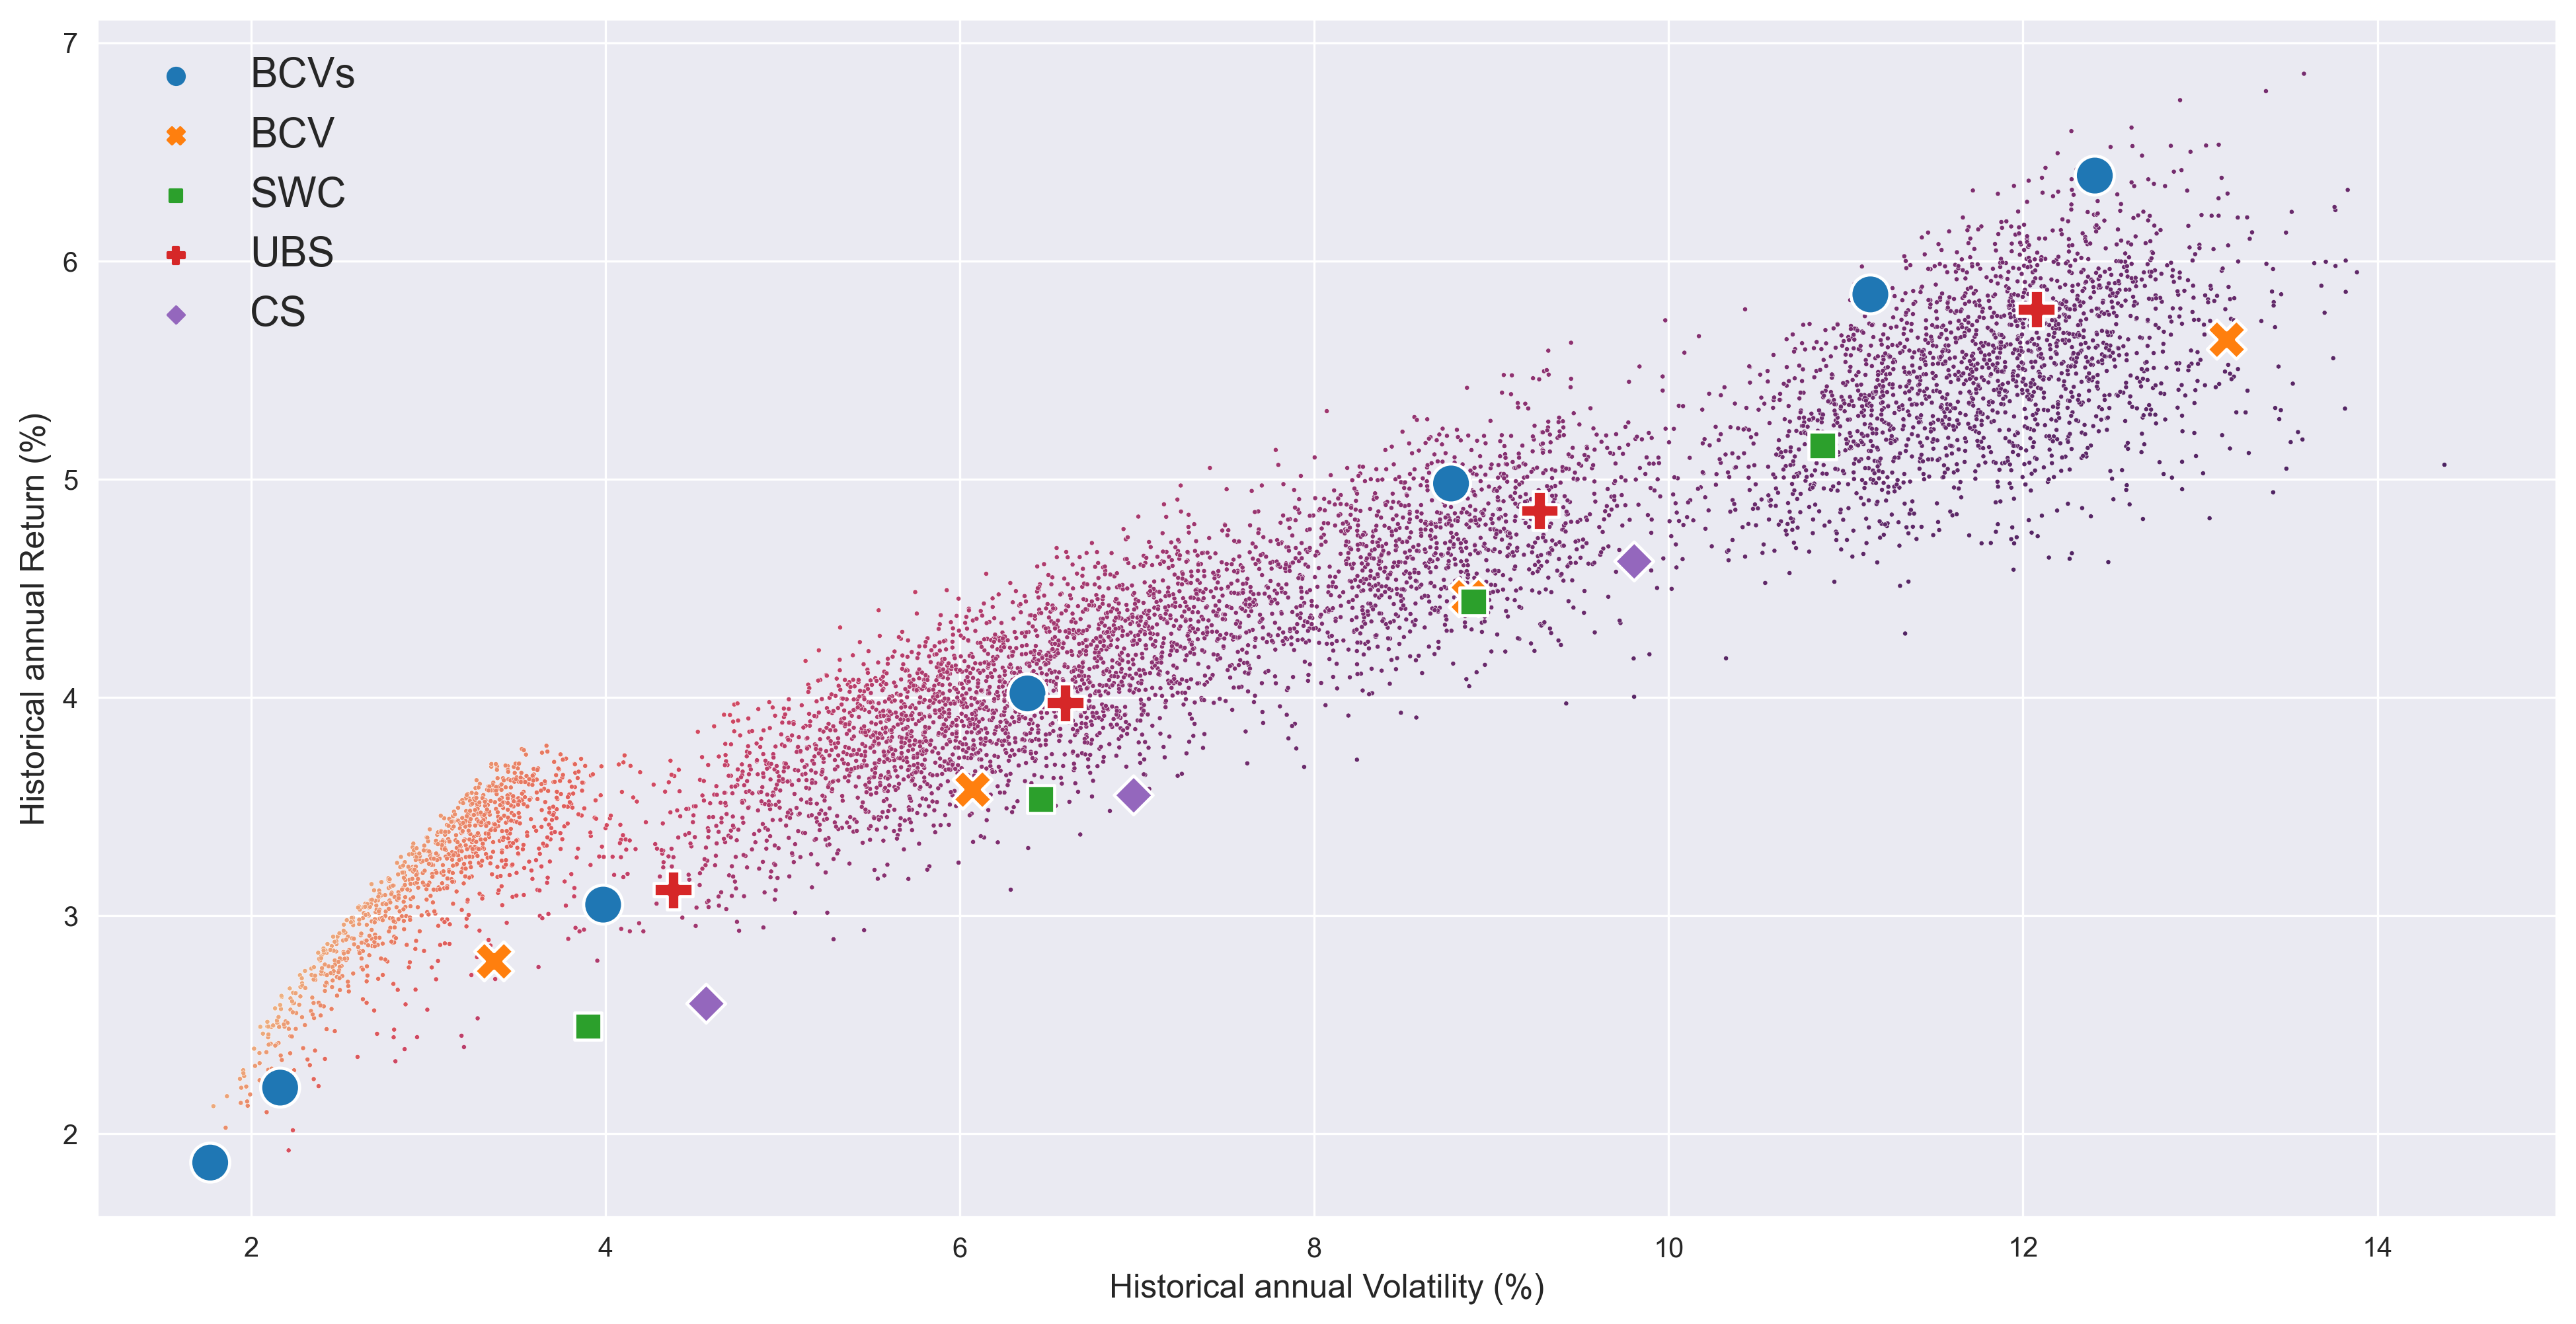 7
6
5
4
3
2
Historical annual Return (%)
BCVs
BCV
SWC
UBS
CS
2 4 6 8 10 12 14
Historical annual Volatility (%)